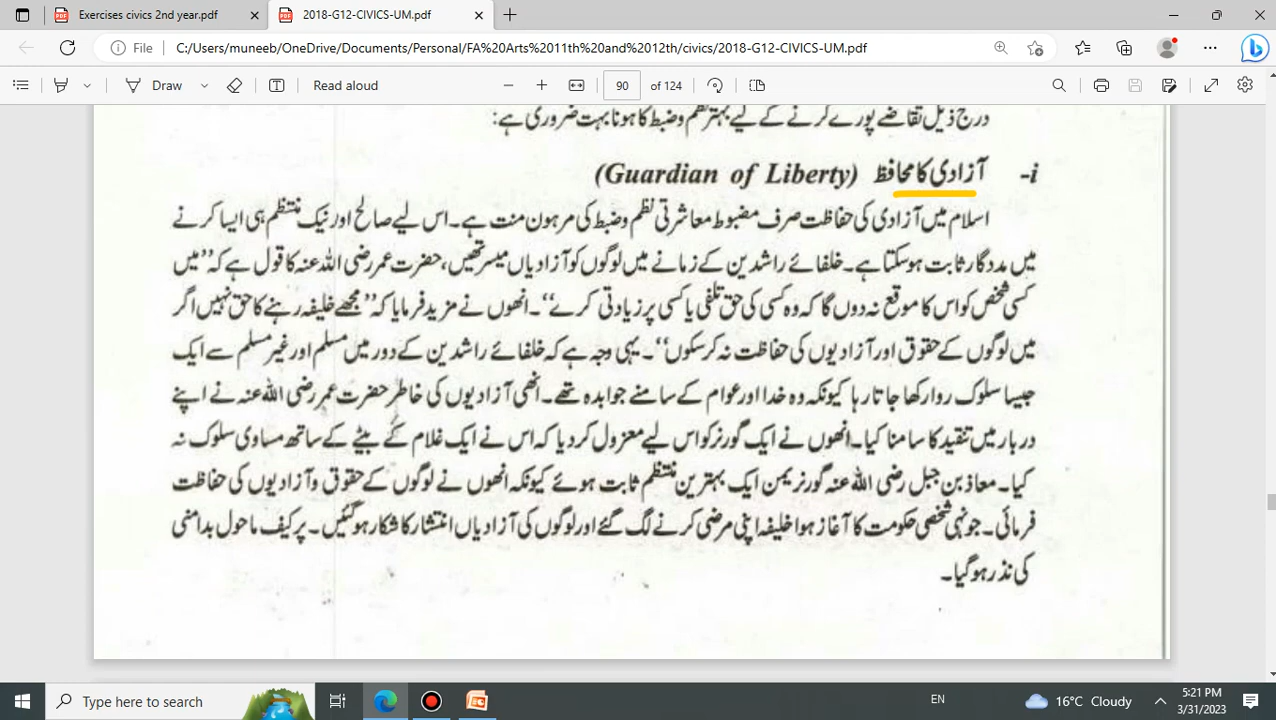 Exercises civics 2nd year.pdf
2018-G12-CIVICS-UM.pdf
File
C:/Users/muneeb/OneDrive/Documents/Personal/FA%20Arts%2011th%20and%2012th/civics/2018-G12-CIVICS-UM.pdf
Draw
Read aloud
90 of 124
درج ذیل تقاضے پورے کرنے کے لیے بہتر نظم و ضبط کا ہونا بہت ضروری ہے:
i- آزادی کا محافظ (Guardian of Liberty)
اسلام میں آزادی کی حفاظت صرف مضبوط معاشرتی نظم و ضبط کی مرہون منت ہے۔ اس لیے صالح اور نیک منتظم ہی ایسا کرنے
میں مددگار ثابت ہو سکتا ہے۔ خلفائے راشدین کے زمانے میں لوگوں کو آزادیاں میسر تھیں، حضرت عمر رضی اللہ عنہ کا قول ہے کہ ”میں
کسی شخص کو اس کا موقع نہ دوں گا کہ وہ کسی کی حق تلفی یا کسی پر زیادتی کرے“۔ انھوں نے مزید فرمایا کہ ”مجھے خلیفہ رہنے کا حق نہیں اگر
میں لوگوں کے حقوق اور آزادیوں کی حفاظت نہ کر سکوں“۔ یہی وجہ ہے کہ خلفائے راشدین کے دور میں مسلم اور غیر مسلم سے ایک
جیسا سلوک روا رکھا جاتا رہا کیونکہ وہ خدا اور عوام کے سامنے جوابدہ تھے۔ انھی آزادیوں کی خاطر حضرت عمر رضی اللہ عنہ نے اپنے
دربار میں تنقید کا سامنا کیا۔ انھوں نے ایک گورنر کو اس لیے معزول کر دیا کہ اس نے ایک غلام کے بیٹے کے ساتھ مساوی سلوک نہ
کیا۔ معاذ بن جبل رضی اللہ عنہ گورنر یمن ایک بہترین منتظم ثابت ہوئے کیونکہ انھوں نے لوگوں کے حقوق و آزادیوں کی حفاظت
فرمائی۔ جونہی شخصی حکومت کا آغاز ہوا خلیفہ اپنی مرضی کرنے لگ گئے اور لوگوں کی آزادیاں انتشار کا شکار ہو گئیں۔ پرکیف ماحول بدامنی
کی نذر ہو گیا۔
Type here to search
EN
16°C Cloudy
5:21 PM
3/31/2023